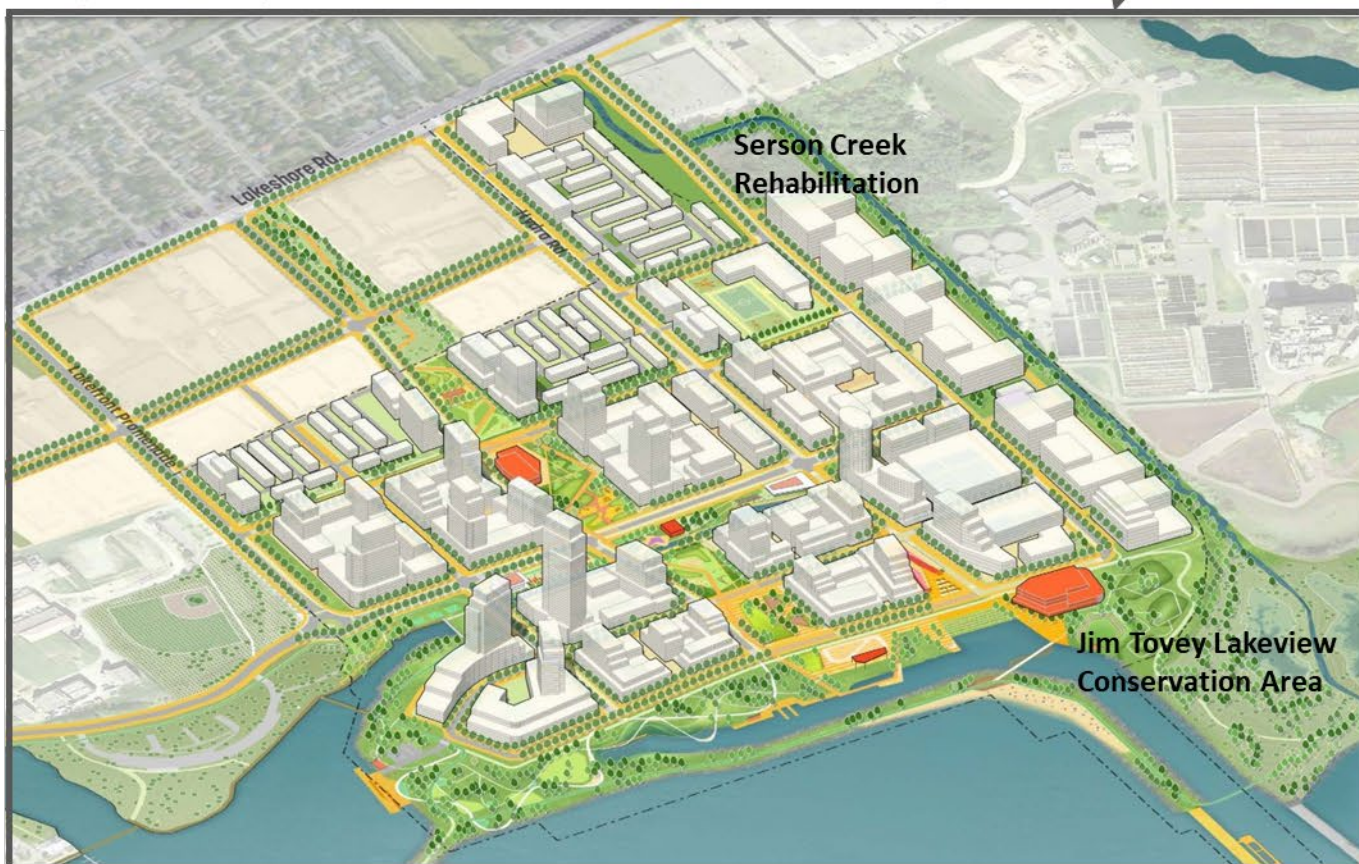 Serson Creek
Rehabilitation
Lakeshore Rd.
Hydro Rd.
Lakefront Promenade
Jim Tovey Lakeview
Conservation Area